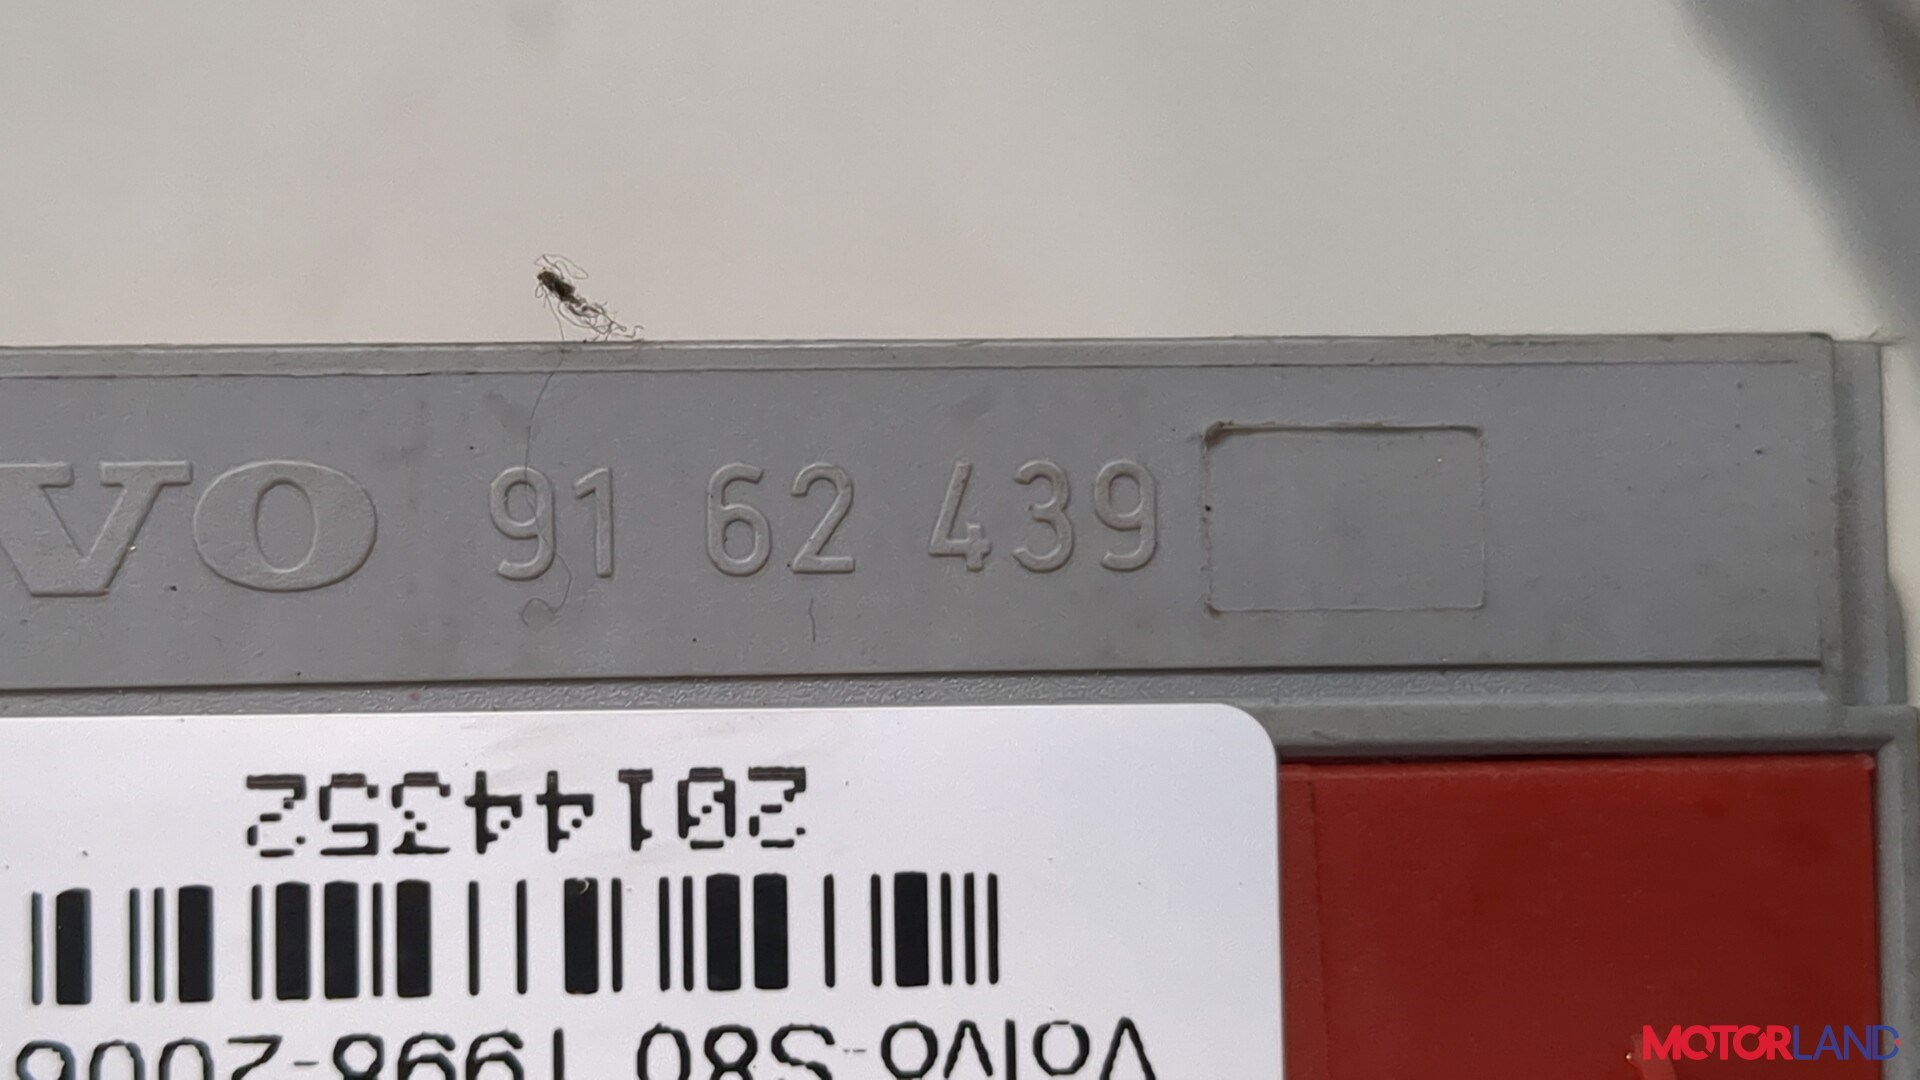 VO 91 62 439
20144352
Volvo-S80 1998-2006
MOTORLAND